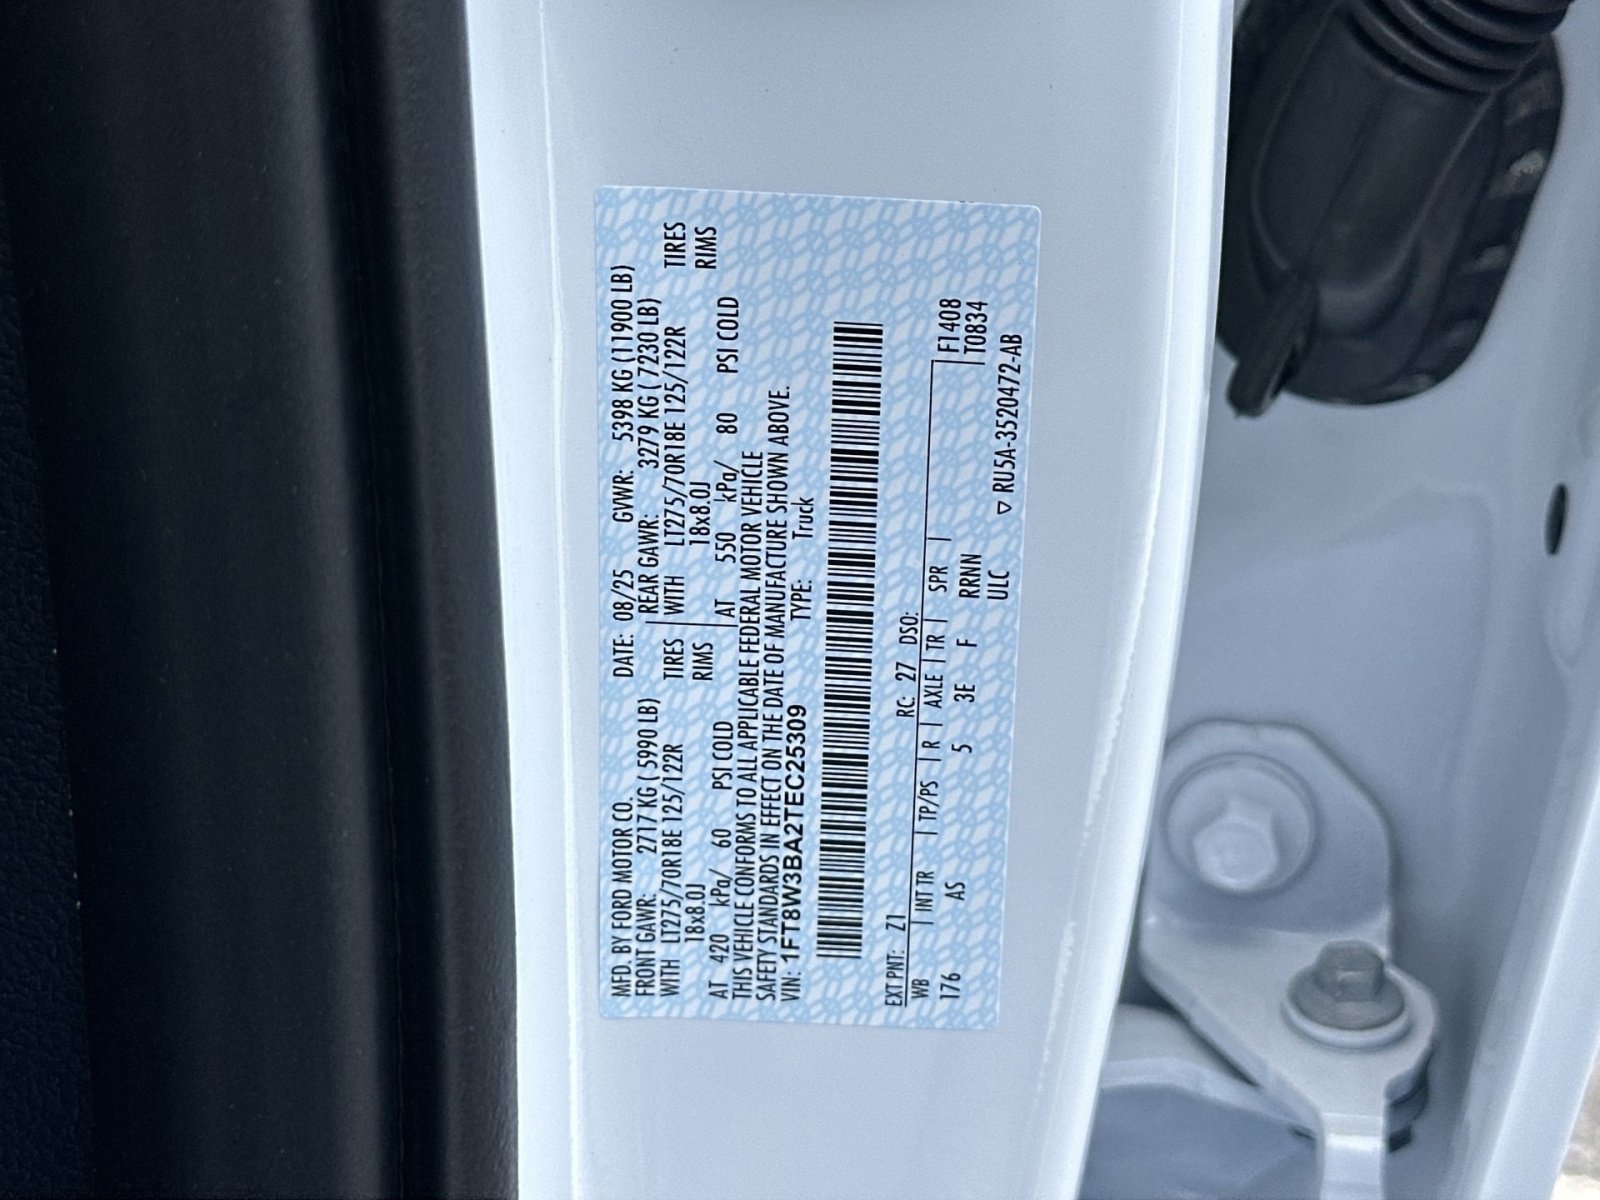 MFD. BY FORD MOTOR CO. DATE: 08/25 GVWR: 5398 KG (11900 LB)
FRONT GAWR: 2717 KG ( 5990 LB) REAR GAWR: 3279 KG ( 7230 LB)
WITH LT275/70R18E 125/122R TIRES WITH LT275/70R18E 125/122R TIRES
18x8.0J RIMS 18x8.0J RIMS
AT 420 kPa/ 60 PSI COLD AT 550 kPa/ 80 PSI COLD
THIS VEHICLE CONFORMS TO ALL APPLICABLE FEDERAL MOTOR VEHICLE
SAFETY STANDARDS IN EFFECT ON THE DATE OF MANUFACTURE SHOWN ABOVE.
VIN: 1FT8W3BA2TEC25309 TYPE: Truck
EXT PNT: Z1 RC: 27 DSO:
WB INT TR TP/PS R AXLE TR SPR F1408
176 AS 5 3E F RRNN T0834
ULC ▽ RU5A-3520472-AB